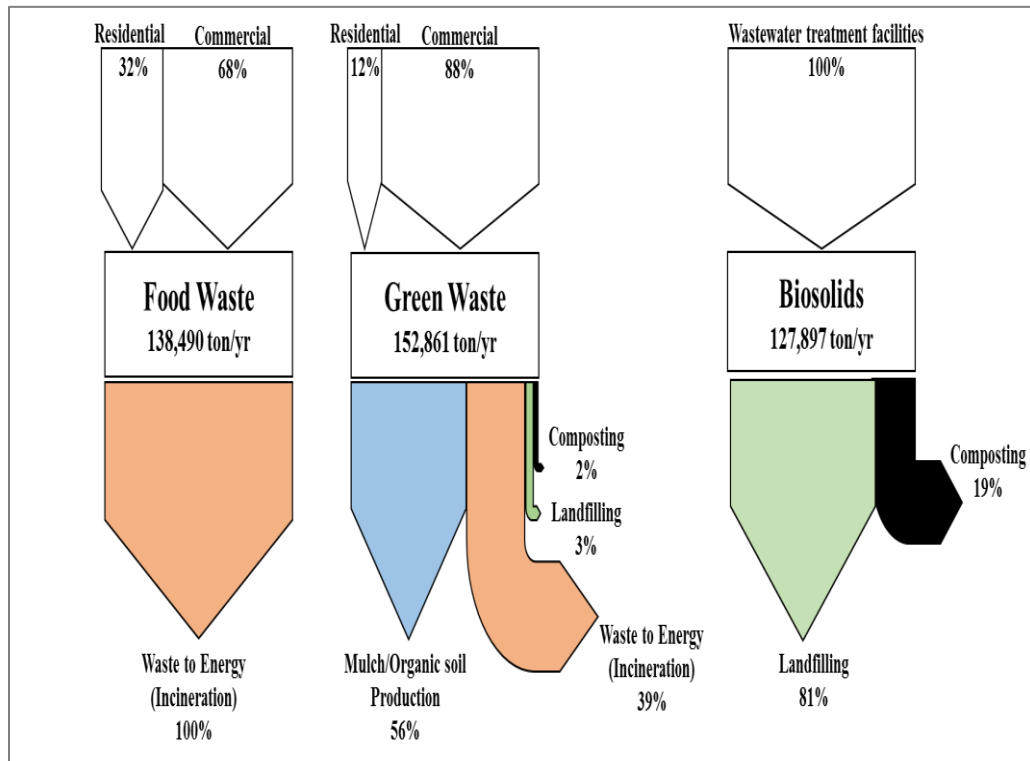 Residential
32%
Commercial
68%
Residential
12%
Commercial
88%
Wastewater treatment facilities
100%
Food Waste
138,490 ton/yr
Green Waste
152,861 ton/yr
Biosolids
127,897 ton/yr
Composting
2%
Landfilling
3%
Composting
19%
Waste to Energy
(Incineration)
100%
Mulch/Organic soil
Production
56%
Waste to Energy
(Incineration)
39%
Landfilling
81%